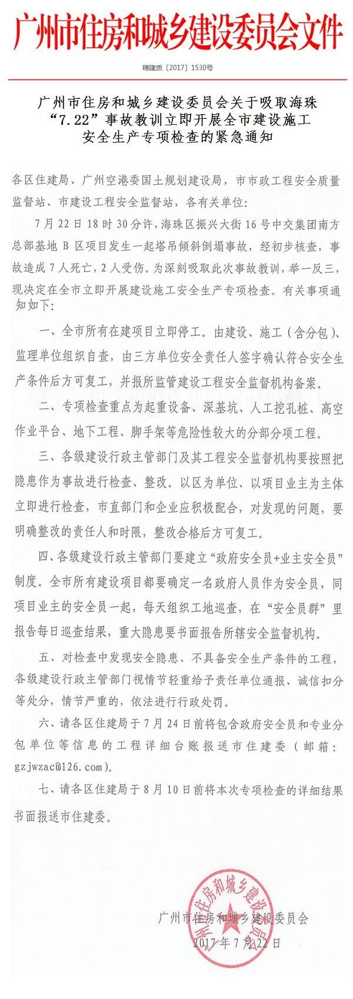 广州市住房和城乡建设委员会文件
穗建质〔2017〕1530号
广州市住房和城乡建设委员会关于吸取海珠
“7.22”事故教训立即开展全市建设施工
安全生产专项检查的紧急通知
各区住建局、广州空港委国土规划建设局，市市政工程安全质量
监督站、市建设工程安全监督站，各有关单位：
7月22日18时30分许，海珠区振兴大街16号中交集团南方
总部基地B区项目发生一起塔吊倾斜倒塌事故，经初步核查，事
故造成7人死亡，2人受伤。为深刻吸取此次事故教训，举一反三，
现决定在全市立即开展建设施工安全生产专项检查。有关事项通
知如下：
一、全市所有在建项目立即停工。由建设、施工（含分包）、
监理单位组织自查，由三方单位安全责任人签字确认符合安全生
产条件后方可复工，并报所监管建设工程安全监督机构备案。
二、专项检查重点为起重设备、深基坑、人工挖孔桩、高空
作业平台、地下工程、脚手架等危险性较大的分部分项工程。
三、各级建设行政主管部门及其工程安全监督机构要按照把
隐患作为事故进行检查、整改。以区为单位、以项目业主为主体
立即进行检查，市直部门和企业应积极配合，对发现的问题，要
明确整改的责任人和时限，整改合格后方可复工。
四、各级建设行政主管部门要建立“政府安全员+业主安全员”
制度。全市所有建设项目都要确定一名政府人员作为安全员，同
项目业主的安全员一起，每天组织工地巡查，在“安全员群”里
报告每日巡查结果，重大隐患要书面报告所辖安全监督机构。
五、对检查中发现安全隐患、不具备安全生产条件的工程，
各级建设行政主管部门视情节轻重给予责任单位通报、诚信扣分
等处分，情节严重的，依法进行行政处罚。
六、请各区住建局于7月24日前将包含政府安全员和专业分
包单位等信息的工程详细台账报送市住建委（邮箱：
gzjwzac@126.com）。
七、请各区住建局于8月10日前将本次专项检查的详细结果
书面报送市住建委。
广州市住房和城乡建设委员会
广州市住房和城乡建设委员会
2017年7月22日